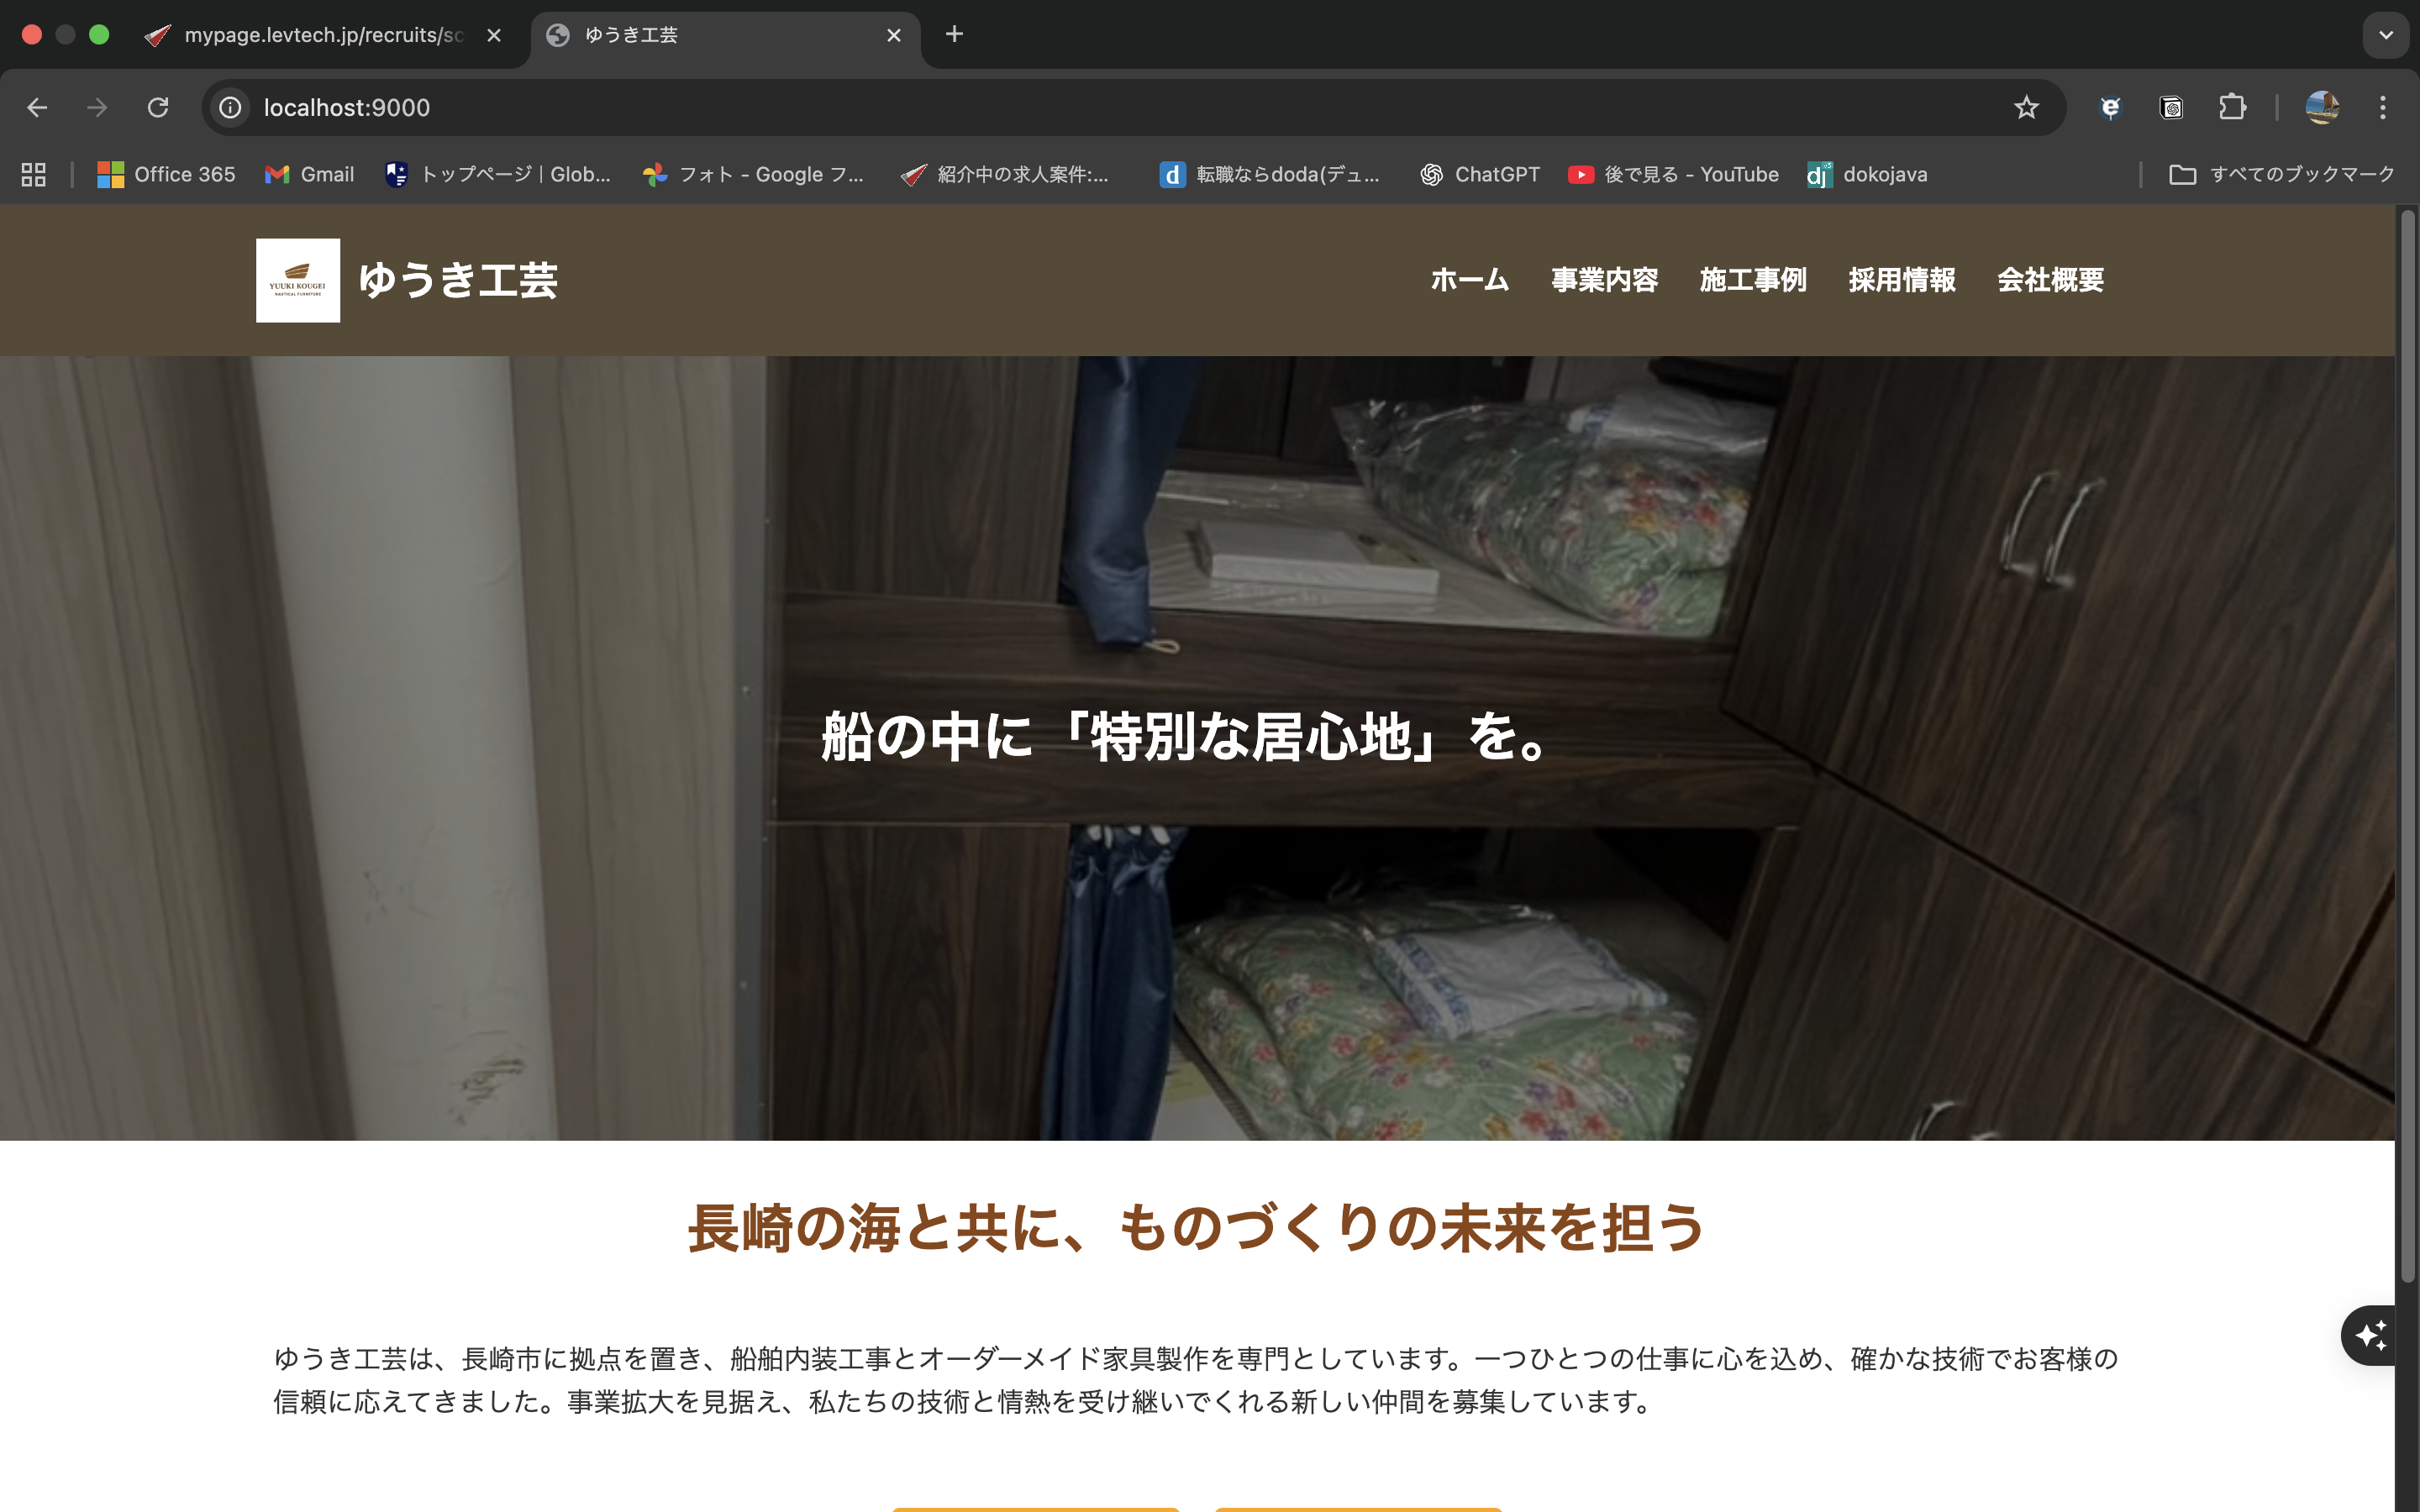 mypage.levtech.jp/recruits/sc
ゆうき工芸
localhost:9000
Office 365
Gmail
トップページ | Glob...
フォト - Google フ...
紹介中の求人案件:...
転職ならdoda(デュ...
ChatGPT
後で見る - YouTube
dokojava
すべてのブックマーク
YUUKI KOUGEI
NAUTICAL FURNITURE
ゆうき工芸
ホーム
事業内容
施工事例
採用情報
会社概要
船の中に「特別な居心地」を。
長崎の海と共に、ものづくりの未来を担う
ゆうき工芸は、長崎市に拠点を置き、船舶内装工事とオーダーメイド家具製作を専門としています。一つひとつの仕事に心を込め、確かな技術でお客様の
信頼に応えてきました。事業拡大を見据え、私たちの技術と情熱を受け継いでくれる新しい仲間を募集しています。